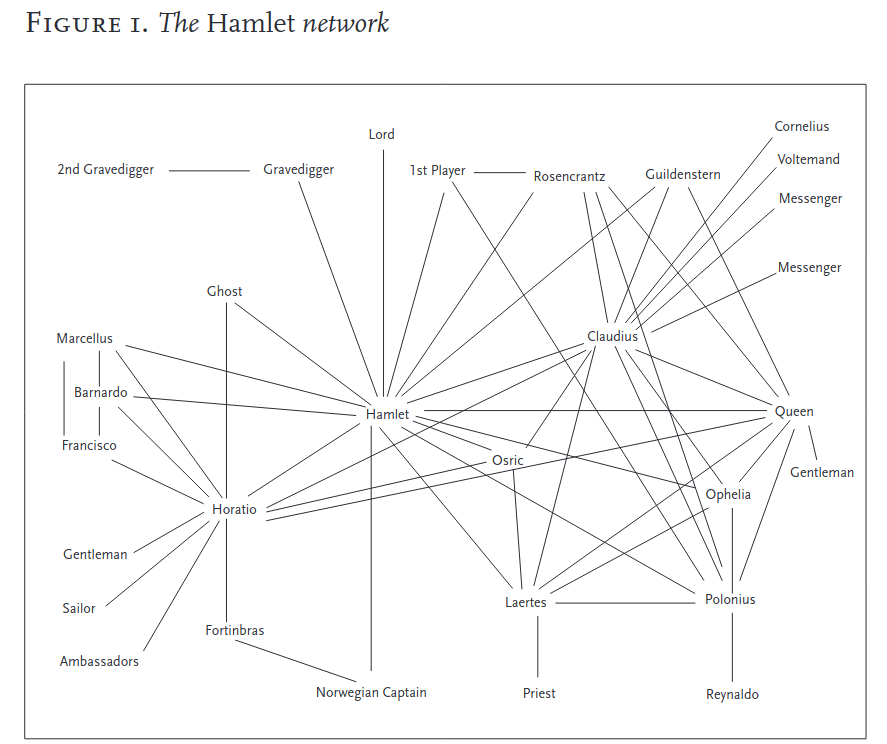 FIGURE 1. The Hamlet network
Lord
Cornelius
2nd Gravedigger
Gravedigger
1st Player
Rosencrantz
Guildenstern
Voltemand
Messenger
Messenger
Ghost
Marcellus
Claudius
Barnardo
Hamlet
Queen
Francisco
Osric
Gentleman
Ophelia
Horatio
Gentleman
Sailor
Laertes
Polonius
Fortinbras
Ambassadors
Norwegian Captain
Priest
Reynaldo